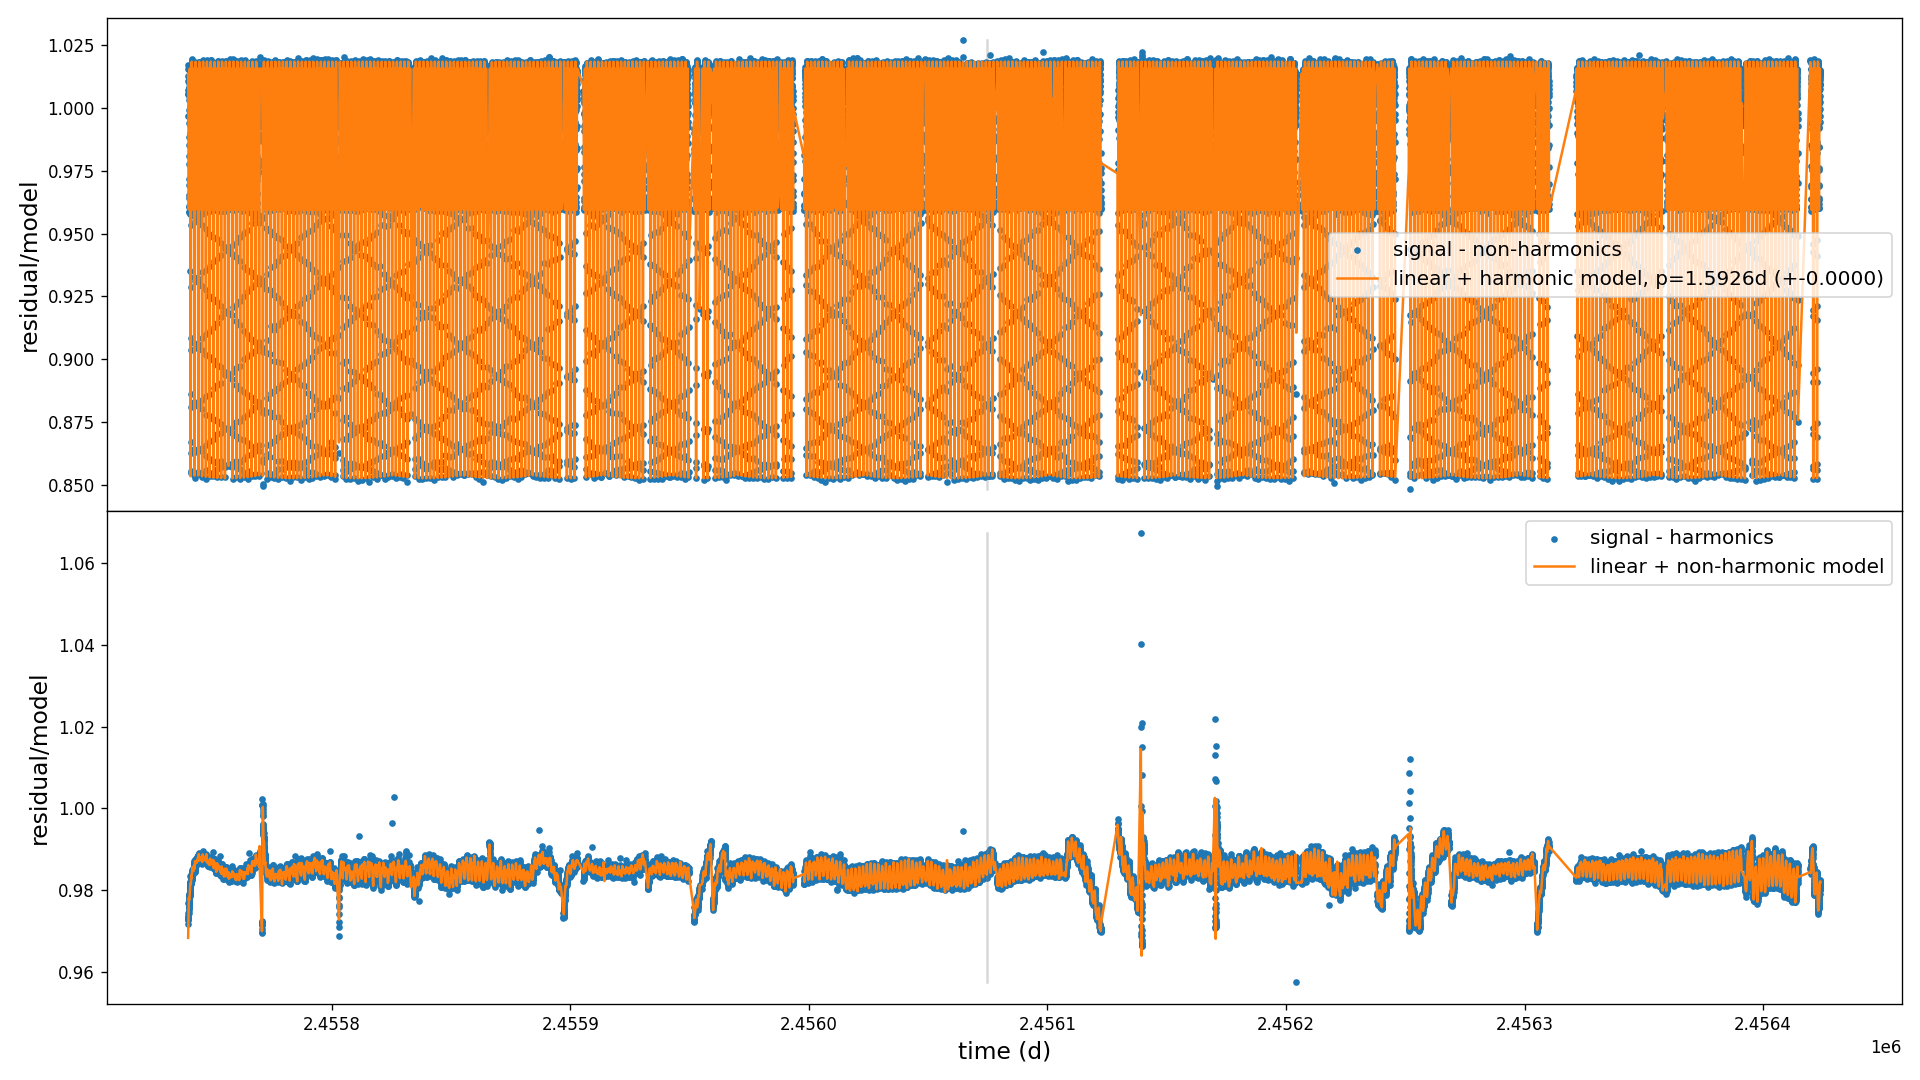 residual/model
1.025
1.000
0.975
0.950
0.925
0.900
0.875
0.850
signal - non-harmonics
linear + harmonic model, p=1.5926d (+-0.0000)
residual/model
1.06
1.04
1.02
1.00
0.98
0.96
signal - harmonics
linear + non-harmonic model
2.4558 2.4559 2.4560 2.4561 2.4562 2.4563 2.4564
time (d)
1e6